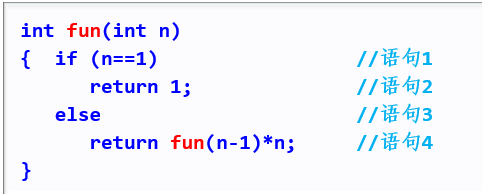 int fun(int n)
{  if (n==1)                 //语句1
      return 1;              //语句2
   else                      //语句3
      return fun(n-1)*n;     //语句4
}